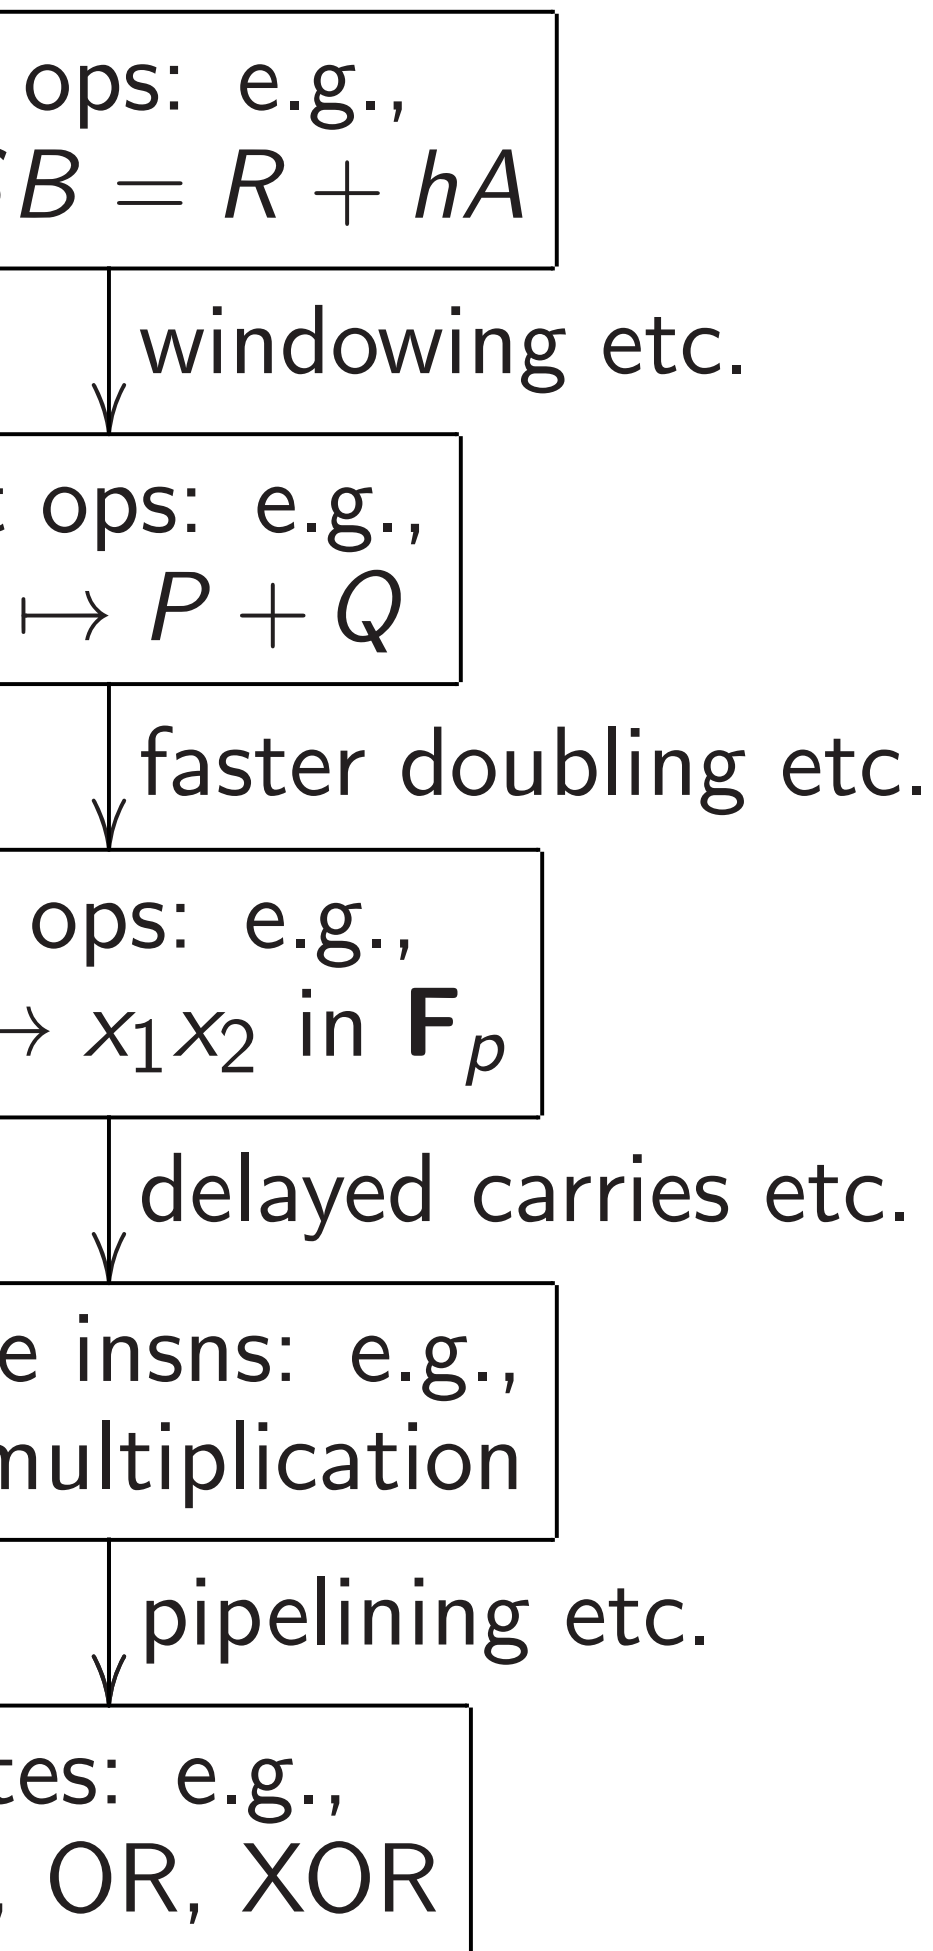 ops: e.g.,
B = R + hA
windowing etc.
ops: e.g.,
↦ P + Q
faster doubling etc.
ops: e.g.,
x₁x₂ in 𝐅ₚ
delayed carries etc.
insns: e.g.,
multiplication
pipelining etc.
e.g.,
, OR, XOR